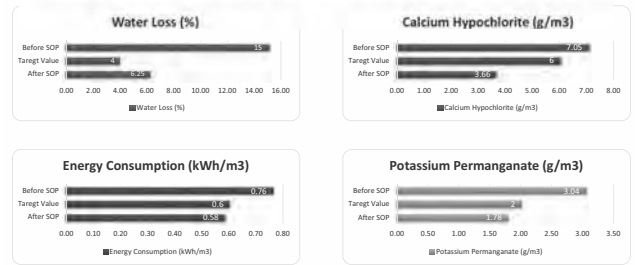 Water Loss (%)
Before SOP 15
Taregt Value 4
After SOP 6.25
0.00 2.00 4.00 6.00 8.00 10.00 12.00 14.00 16.00
Water Loss (%)
Calcium Hypochlorite (g/m3)
Before SOP 7.05
Taregt Value 6
After SOP 3.66
0.00 1.00 2.00 3.00 4.00 5.00 6.00 7.00 8.00
Calcium Hypochlorite (g/m3)
Energy Consumption (kWh/m3)
Before SOP 0.76
Taregt Value 0.6
After SOP 0.58
0.00 0.10 0.20 0.30 0.40 0.50 0.60 0.70 0.80
Energy Consumption (kWh/m3)
Potassium Permanganate (g/m3)
Before SOP 3.04
Taregt Value 2
After SOP 1.78
0.00 0.50 1.00 1.50 2.00 2.50 3.00 3.50
Potassium Permanganate (g/m3)